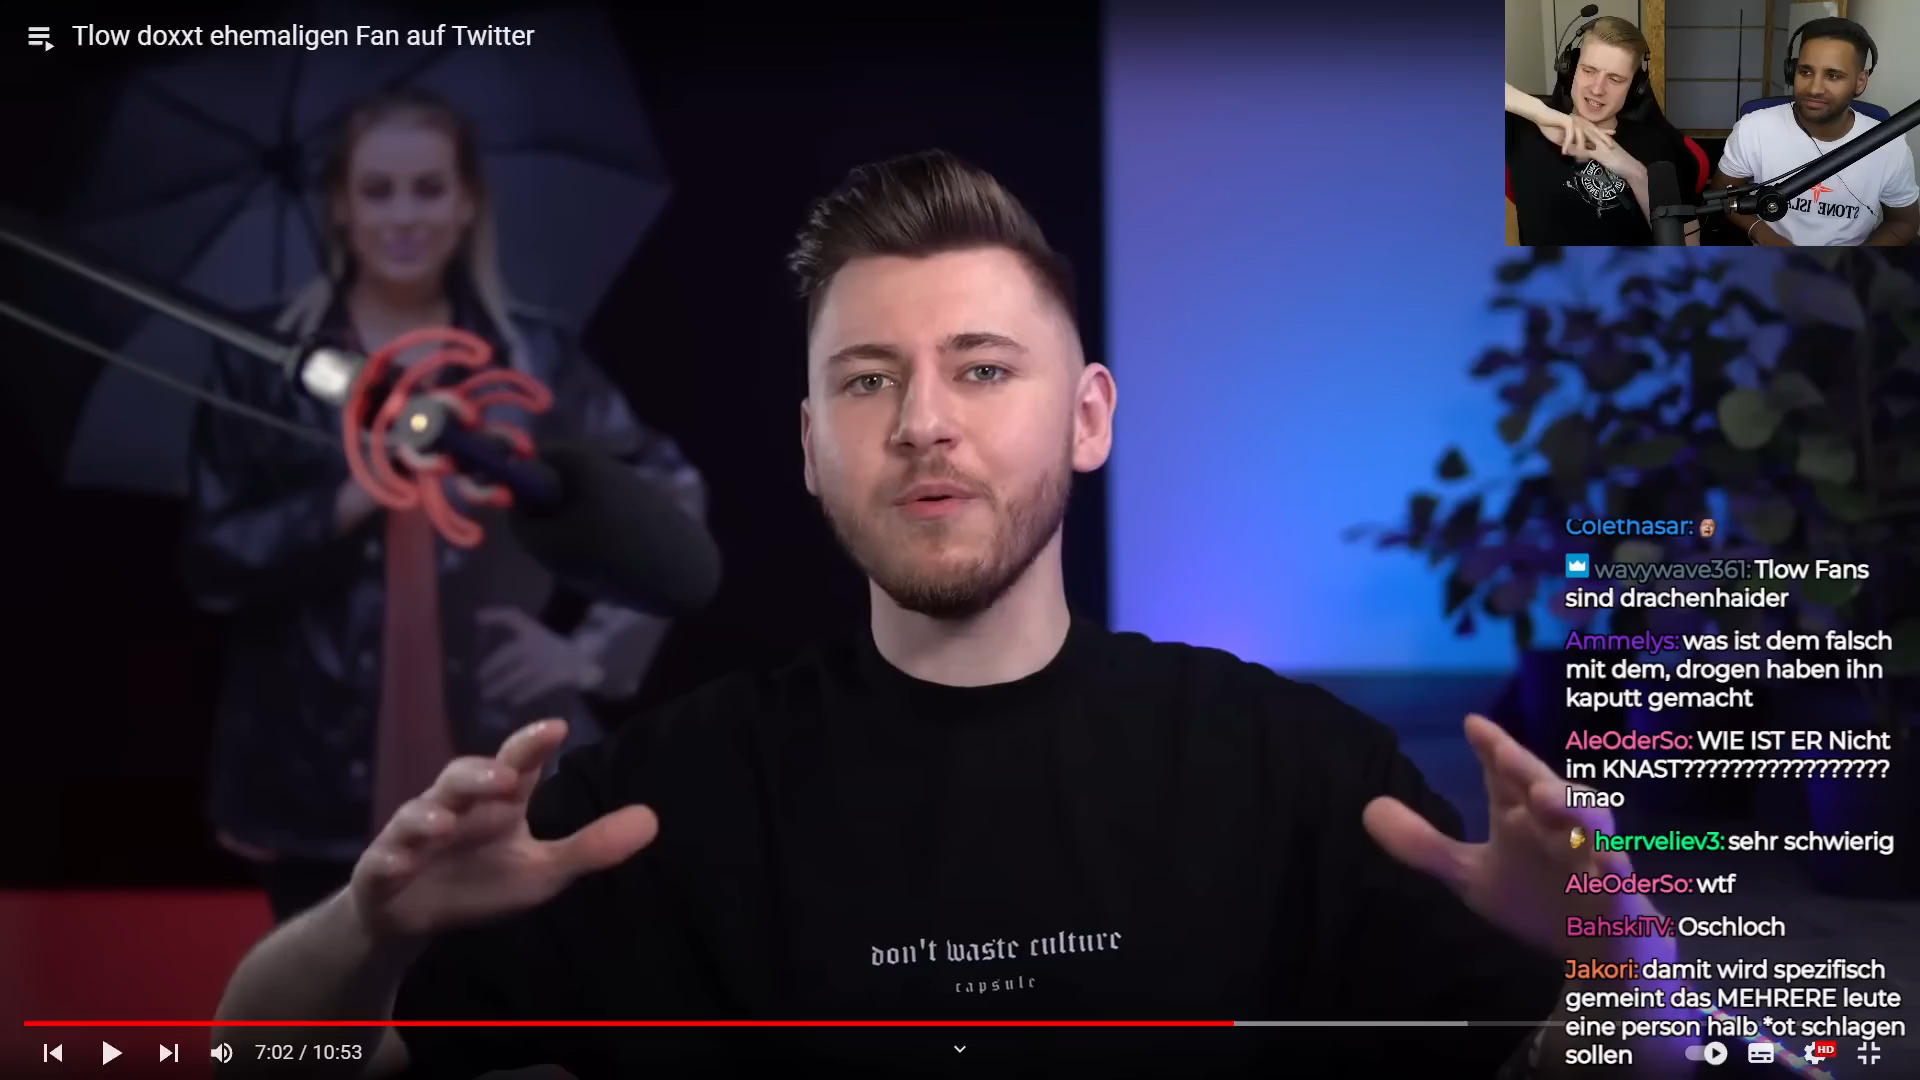 Tlow doxxt ehemaligen Fan auf Twitter
STONE ISLA
Colethasar:
wavywave361: Tlow Fans
sind drachenhaider
Ammelys: was ist dem falsch
mit dem, drogen haben ihn
kaputt gemacht
AleOderSo: WIE IST ER Nicht
im KNAST?????????????????
lmao
herrveliev3: sehr schwierig
AleOderSo: wtf
BahskiTV: Oschloch
Jakori: damit wird spezifisch
gemeint das MEHRERE leute
eine person halb *ot schlagen
sollen
don't waste culture
capsule
7:02 / 10:53
HD